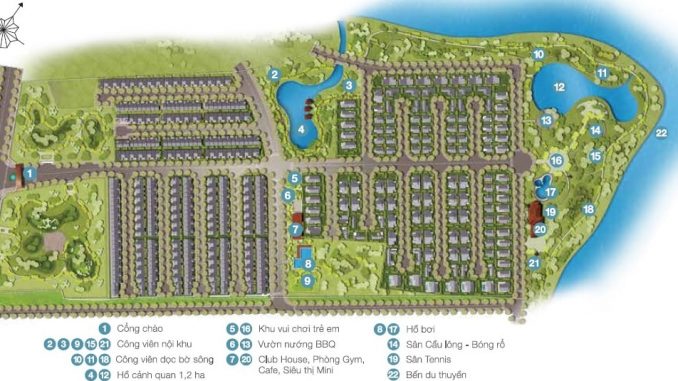 10
11
2
3
12
13
14
22
4
15
16
1
5
17
6
18
19
7
20
8
21
9
1 Cổng chào
2 3 9 15 21 Công viên nội khu
10 11 18 Công viên dọc bờ sông
4 12 Hồ cảnh quan 1,2 ha
5 16 Khu vui chơi trẻ em
6 13 Vườn nướng BBQ
7 20 Club House, Phòng Gym,
Cafe, Siêu thị Mini
8 17 Hồ bơi
14 Sân Cầu lông - Bóng rổ
19 Sân Tennis
22 Bến du thuyền